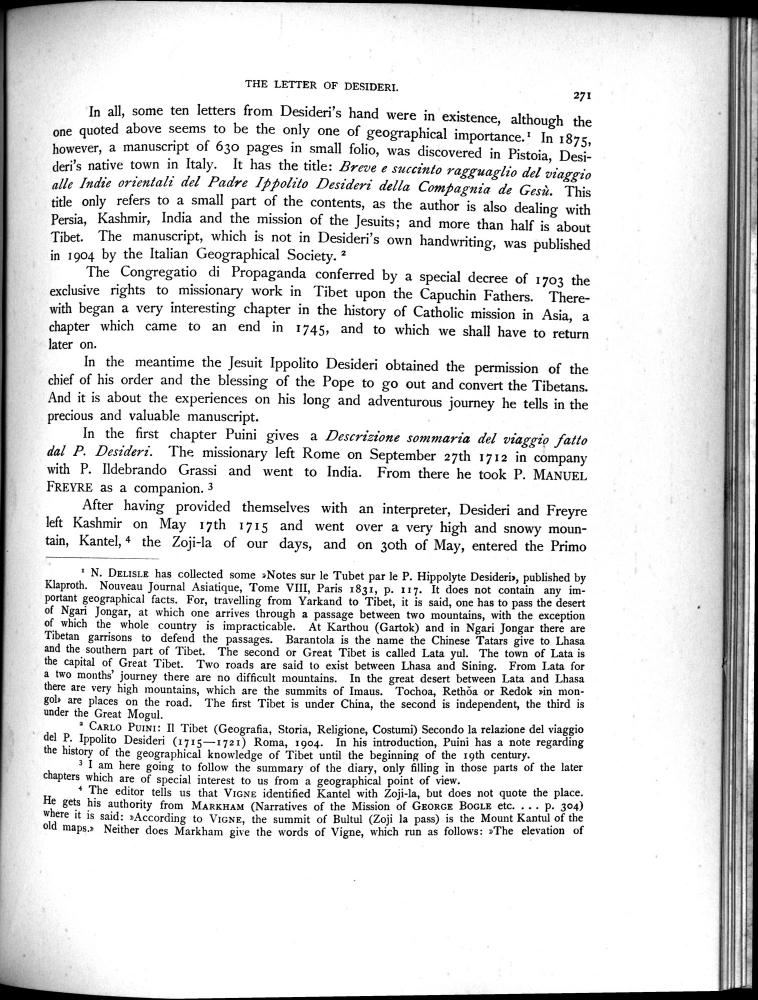 THE LETTER OF DESIDERI.
271
In all, some ten letters from Desideri's hand were in existence, although the
one quoted above seems to be the only one of geographical importance.¹ In 1875,
however, a manuscript of 630 pages in small folio, was discovered in Pistoia, Desi-
deri's native town in Italy. It has the title: Breve e succinto ragguaglio del viaggio
alle Indie orientali del Padre Ippolito Desideri della Compagnia de Gesù. This
title only refers to a small part of the contents, as the author is also dealing with
Persia, Kashmir, India and the mission of the Jesuits; and more than half is about
Tibet. The manuscript, which is not in Desideri's own handwriting, was published
in 1904 by the Italian Geographical Society. ²
The Congregatio di Propaganda conferred by a special decree of 1703 the
exclusive rights to missionary work in Tibet upon the Capuchin Fathers. There-
with began a very interesting chapter in the history of Catholic mission in Asia, a
chapter which came to an end in 1745, and to which we shall have to return
later on.
In the meantime the Jesuit Ippolito Desideri obtained the permission of the
chief of his order and the blessing of the Pope to go out and convert the Tibetans.
And it is about the experiences on his long and adventurous journey he tells in the
precious and valuable manuscript.
In the first chapter Puini gives a Descrizione sommaria del viaggio fatto
dal P. Desideri. The missionary left Rome on September 27th 1712 in company
with P. Ildebrando Grassi and went to India. From there he took P. MANUEL
FREYRE as a companion. ³
After having provided themselves with an interpreter, Desideri and Freyre
left Kashmir on May 17th 1715 and went over a very high and snowy moun-
tain, Kantel, ⁴ the Zoji-la of our days, and on 30th of May, entered the Primo
¹ N. DELISLE has collected some »Notes sur le Tubet par le P. Hippolyte Desideri», published by
Klaproth. Nouveau Journal Asiatique, Tome VIII, Paris 1831, p. 117. It does not contain any im-
portant geographical facts. For, travelling from Yarkand to Tibet, it is said, one has to pass the desert
of Ngari Jongar, at which one arrives through a passage between two mountains, with the exception
of which the whole country is impracticable. At Karthou (Gartok) and in Ngari Jongar there are
Tibetan garrisons to defend the passages. Barantola is the name the Chinese Tatars give to Lhasa
and the southern part of Tibet. The second or Great Tibet is called Lata yul. The town of Lata is
the capital of Great Tibet. Two roads are said to exist between Lhasa and Sining. From Lata for
a two months' journey there are no difficult mountains. In the great desert between Lata and Lhasa
there are very high mountains, which are the summits of Imaus. Tochoa, Rethòa or Redok »in mon-
gol» are places on the road. The first Tibet is under China, the second is independent, the third is
under the Great Mogul.
² CARLO PUINI: Il Tibet (Geografia, Storia, Religione, Costumi) Secondo la relazione del viaggio
del P. Ippolito Desideri (1715—1721) Roma, 1904. In his introduction, Puini has a note regarding
the history of the geographical knowledge of Tibet until the beginning of the 19th century.
³ I am here going to follow the summary of the diary, only filling in those parts of the later
chapters which are of special interest to us from a geographical point of view.
⁴ The editor tells us that VIGNE identified Kantel with Zoji-la, but does not quote the place.
He gets his authority from MARKHAM (Narratives of the Mission of GEORGE BOGLE etc. ... p. 304)
where it is said: »According to VIGNE, the summit of Bultul (Zoji la pass) is the Mount Kantul of the
old maps.» Neither does Markham give the words of Vigne, which run as follows: »The elevation of